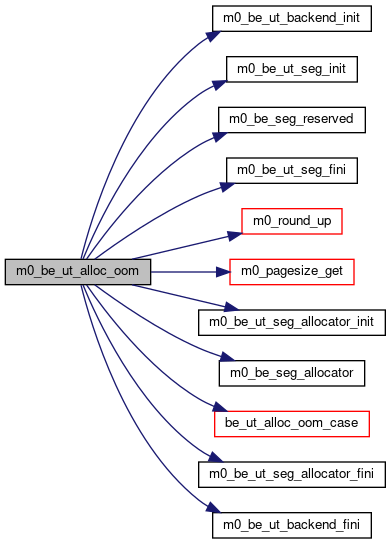 m0_be_ut_backend_init
m0_be_ut_seg_init
m0_be_seg_reserved
m0_be_ut_seg_fini
m0_round_up
m0_be_ut_alloc_oom
m0_pagesize_get
m0_be_ut_seg_allocator_init
m0_be_seg_allocator
be_ut_alloc_oom_case
m0_be_ut_seg_allocator_fini
m0_be_ut_backend_fini